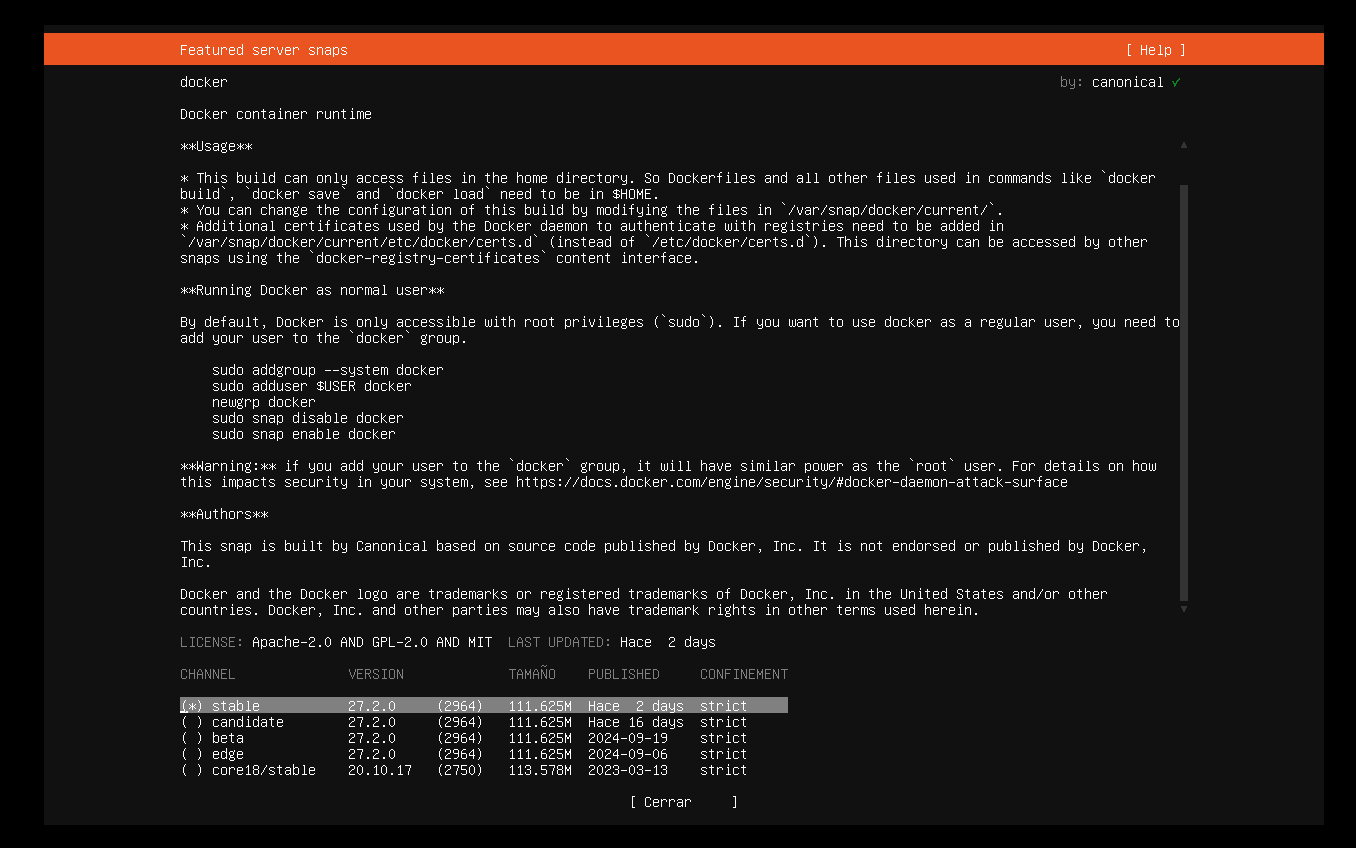 Featured server snaps [ Help ]
docker by: canonical ✓
Docker container runtime
**Usage**
* This build can only access files in the home directory. So Dockerfiles and all other files used in commands like `docker
build`, `docker save` and `docker load` need to be in $HOME.
* You can change the configuration of this build by modifying the files in `/var/snap/docker/current/`.
* Additional certificates used by the Docker daemon to authenticate with registries need to be added in
`/var/snap/docker/current/etc/docker/certs.d` (instead of `/etc/docker/certs.d`). This directory can be accessed by other
snaps using the `docker-registry-certificates` content interface.
**Running Docker as normal user**
By default, Docker is only accessible with root privileges (`sudo`). If you want to use docker as a regular user, you need to
add your user to the `docker` group.
sudo addgroup --system docker
sudo adduser $USER docker
newgrp docker
sudo snap disable docker
sudo snap enable docker
**Warning:** if you add your user to the `docker` group, it will have similar power as the `root` user. For details on how
this impacts security in your system, see https://docs.docker.com/engine/security/#docker-daemon-attack-surface
**Authors**
This snap is built by Canonical based on source code published by Docker, Inc. It is not endorsed or published by Docker,
Inc.
Docker and the Docker logo are trademarks or registered trademarks of Docker, Inc. in the United States and/or other
countries. Docker, Inc. and other parties may also have trademark rights in other terms used herein.
LICENSE: Apache-2.0 AND GPL-2.0 AND MIT LAST UPDATED: Hace 2 days
CHANNEL VERSION TAMAÑO PUBLISHED CONFINEMENT
(*) stable 27.2.0 (2964) 111.625M Hace 2 days strict
( ) candidate 27.2.0 (2964) 111.625M Hace 16 days strict
( ) beta 27.2.0 (2964) 111.625M 2024-09-19 strict
( ) edge 27.2.0 (2964) 111.625M 2024-09-06 strict
( ) core18/stable 20.10.17 (2750) 113.578M 2023-03-13 strict
[ Cerrar ]